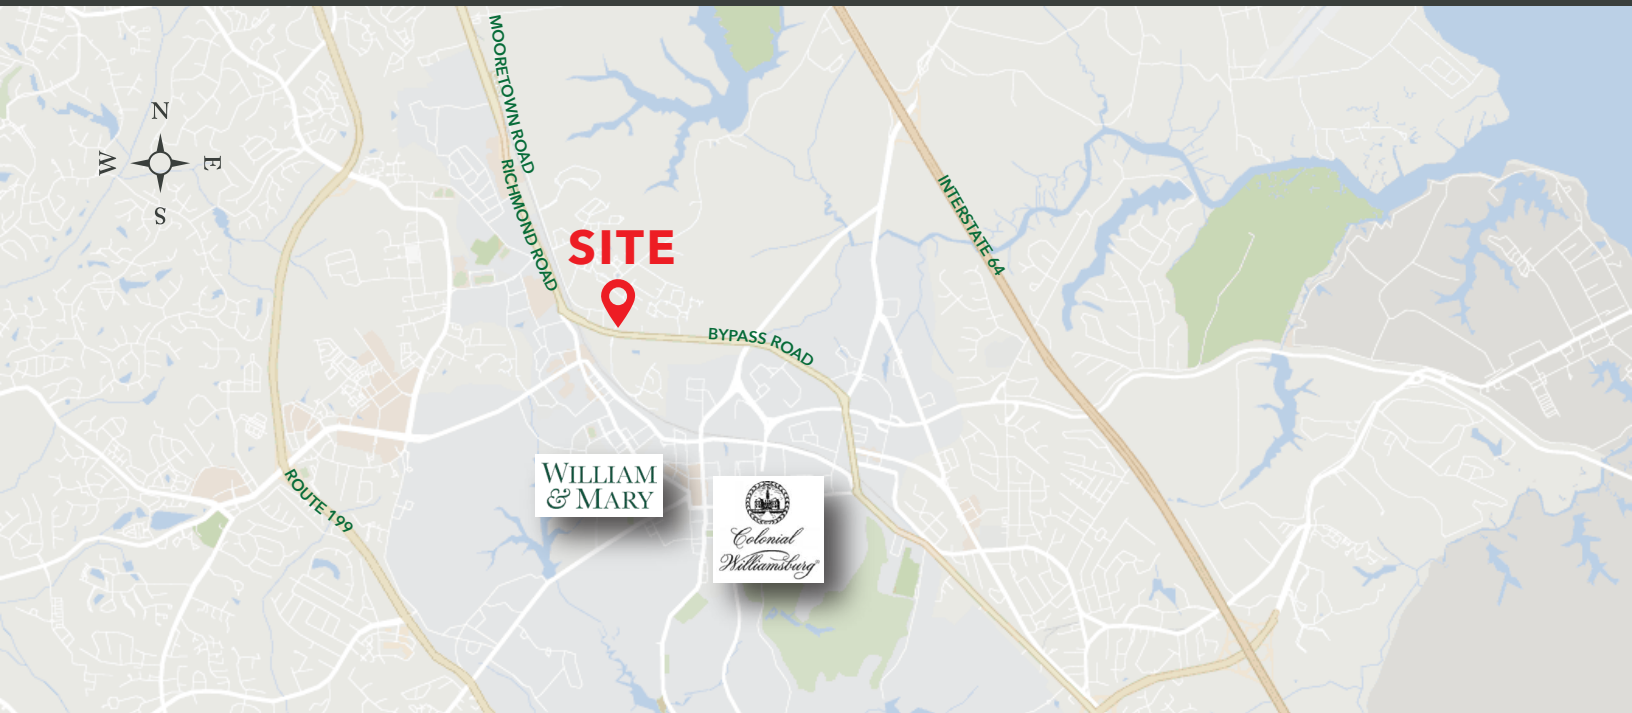 MOORETOWN ROAD
N
W
E
S
RICHMOND ROAD
INTERSTATE 64
SITE
BYPASS ROAD
WILLIAM
& MARY
ROUTE 199
Colonial
Williamsburg®